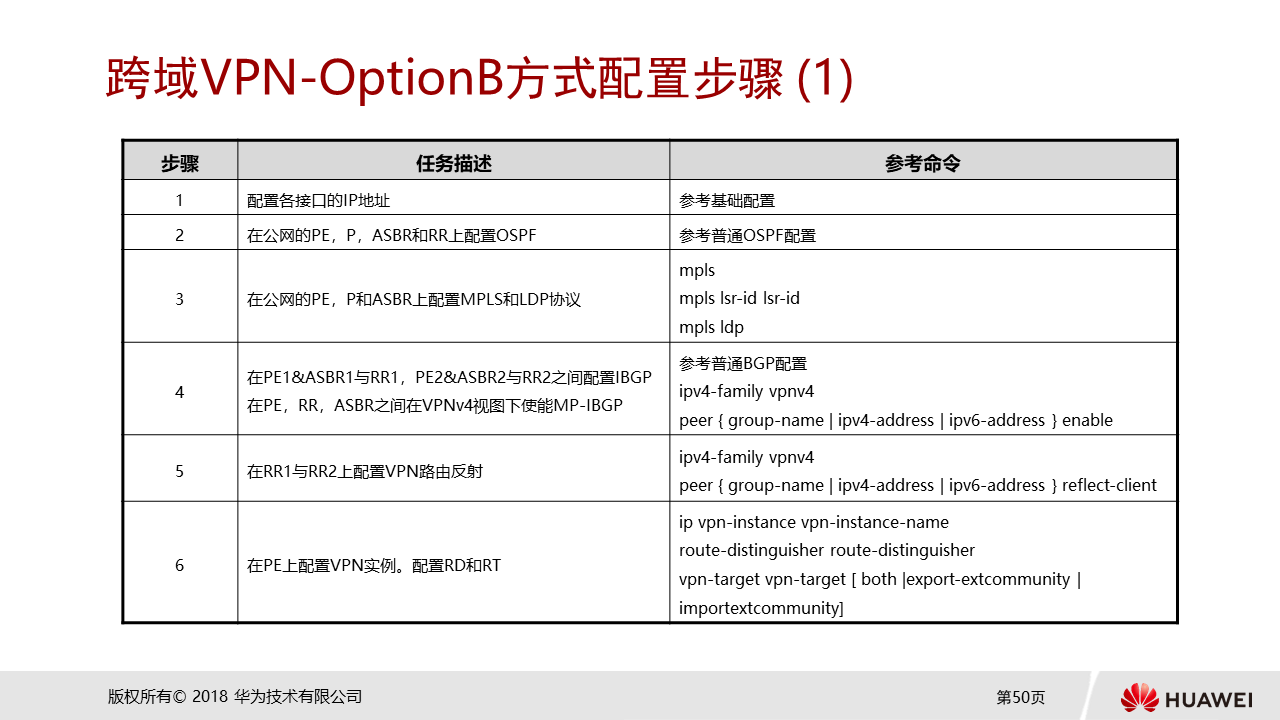 跨域VPN-OptionB方式配置步骤 (1)
步骤 任务描述 参考命令
1 配置各接口的IP地址 参考基础配置
2 在公网的PE，P，ASBR和RR上配置OSPF 参考普通OSPF配置
3 在公网的PE，P和ASBR上配置MPLS和LDP协议
mpls
mpls lsr-id lsr-id
mpls ldp
4
在PE1&ASBR1与RR1，PE2&ASBR2与RR2之间配置IBGP
在PE，RR，ASBR之间在VPNv4视图下使能MP-IBGP
参考普通BGP配置
ipv4-family vpnv4
peer { group-name | ipv4-address | ipv6-address } enable
5 在RR1与RR2上配置VPN路由反射
ipv4-family vpnv4
peer { group-name | ipv4-address | ipv6-address } reflect-client
6 在PE上配置VPN实例。配置RD和RT
ip vpn-instance vpn-instance-name
route-distinguisher route-distinguisher
vpn-target vpn-target [ both |export-extcommunity |
importextcommunity]
版权所有© 2018 华为技术有限公司 第50页 HUAWEI